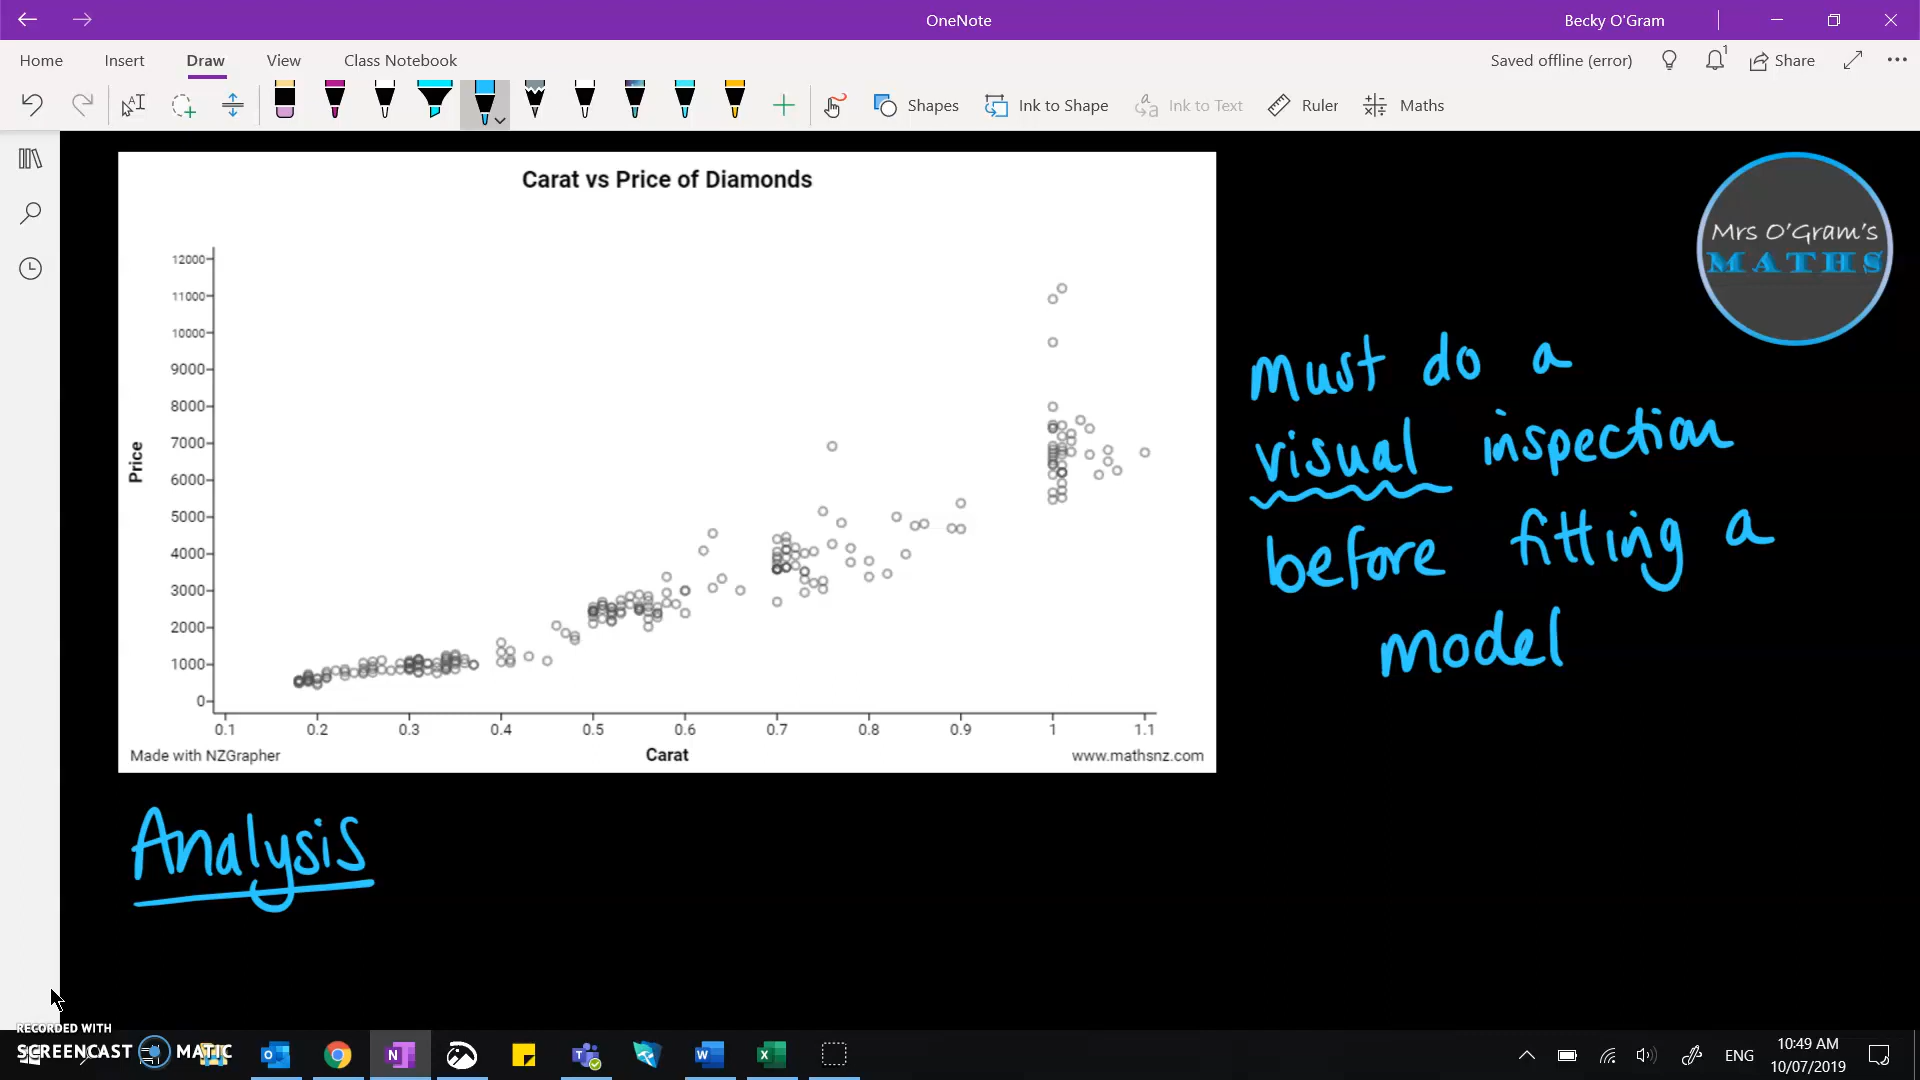 OneNote
Becky O'Gram
Home Insert Draw View Class Notebook
Saved offline (error) 1 Share
Shapes Ink to Shape Ink to Text Ruler Maths
Carat vs Price of Diamonds
12000
11000
10000
9000
8000
7000
6000
5000
4000
3000
2000
1000
0
Price
0.1 0.2 0.3 0.4 0.5 0.6 0.7 0.8 0.9 1 1.1
Carat
Made with NZGrapher
www.mathsnz.com
Mrs O'Gram's
MATHS
must do a
visual inspection
before fitting a
model
Analysis
RECORDED WITH
SCREENCAST MATIC
ENG
10:49 AM
10/07/2019